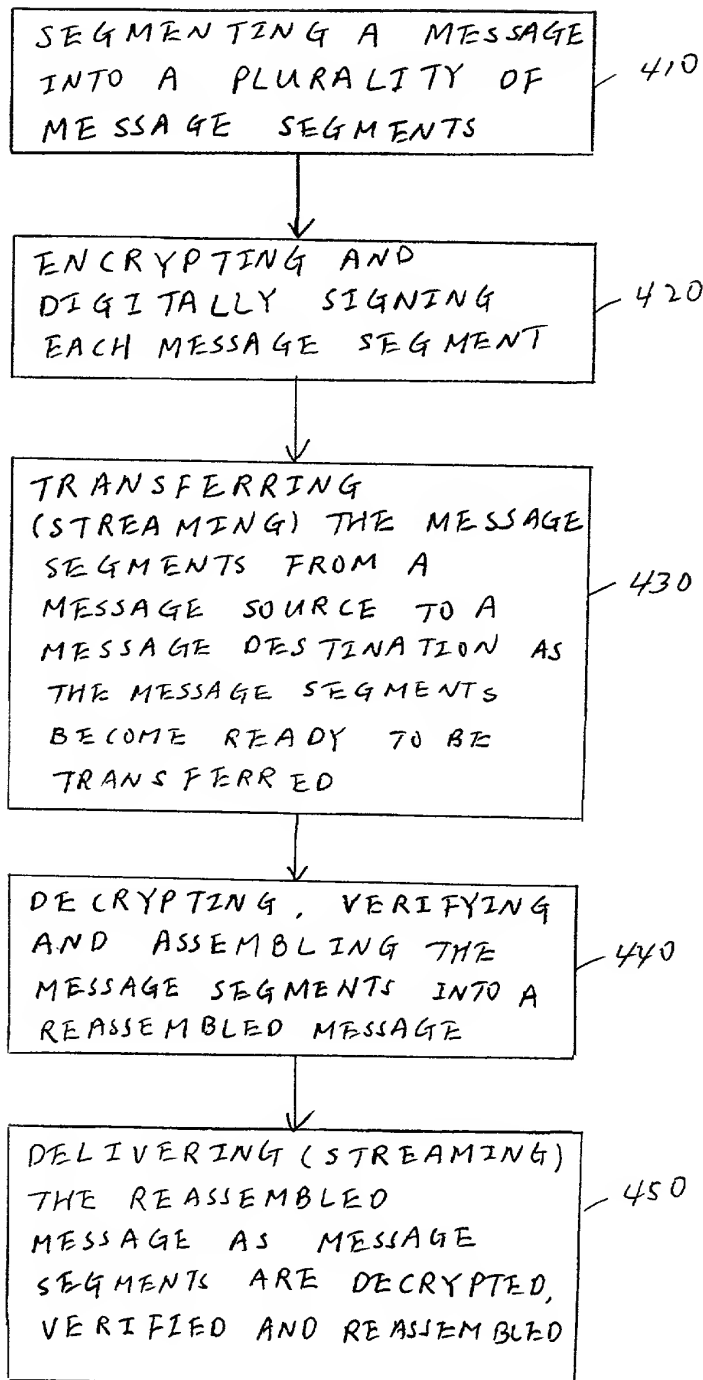 SEGMENTING A MESSAGE
INTO A PLURALITY OF
MESSAGE SEGMENTS
410
ENCRYPTING AND
DIGITALLY SIGNING
EACH MESSAGE SEGMENT
420
TRANSFERRING
(STREAMING) THE MESSAGE
SEGMENTS FROM A
MESSAGE SOURCE TO A
MESSAGE DESTINATION AS
THE MESSAGE SEGMENTS
BECOME READY TO BE
TRANSFERRED
430
DECRYPTING, VERIFYING
AND ASSEMBLING THE
MESSAGE SEGMENTS INTO A
REASSEMBLED MESSAGE
440
DELIVERING (STREAMING)
THE REASSEMBLED
MESSAGE AS MESSAGE
SEGMENTS ARE DECRYPTED,
VERIFIED AND REASSEMBLED
450